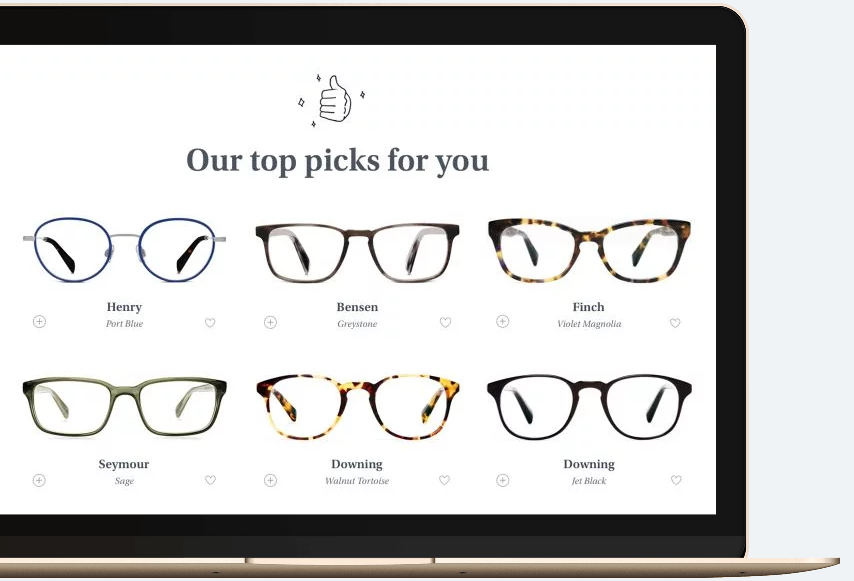 Our top picks for you
Henry
Port Blue
Bensen
Greystone
Finch
Violet Magnolia
Seymour
Sage
Downing
Walnut Tortoise
Downing
Jet Black